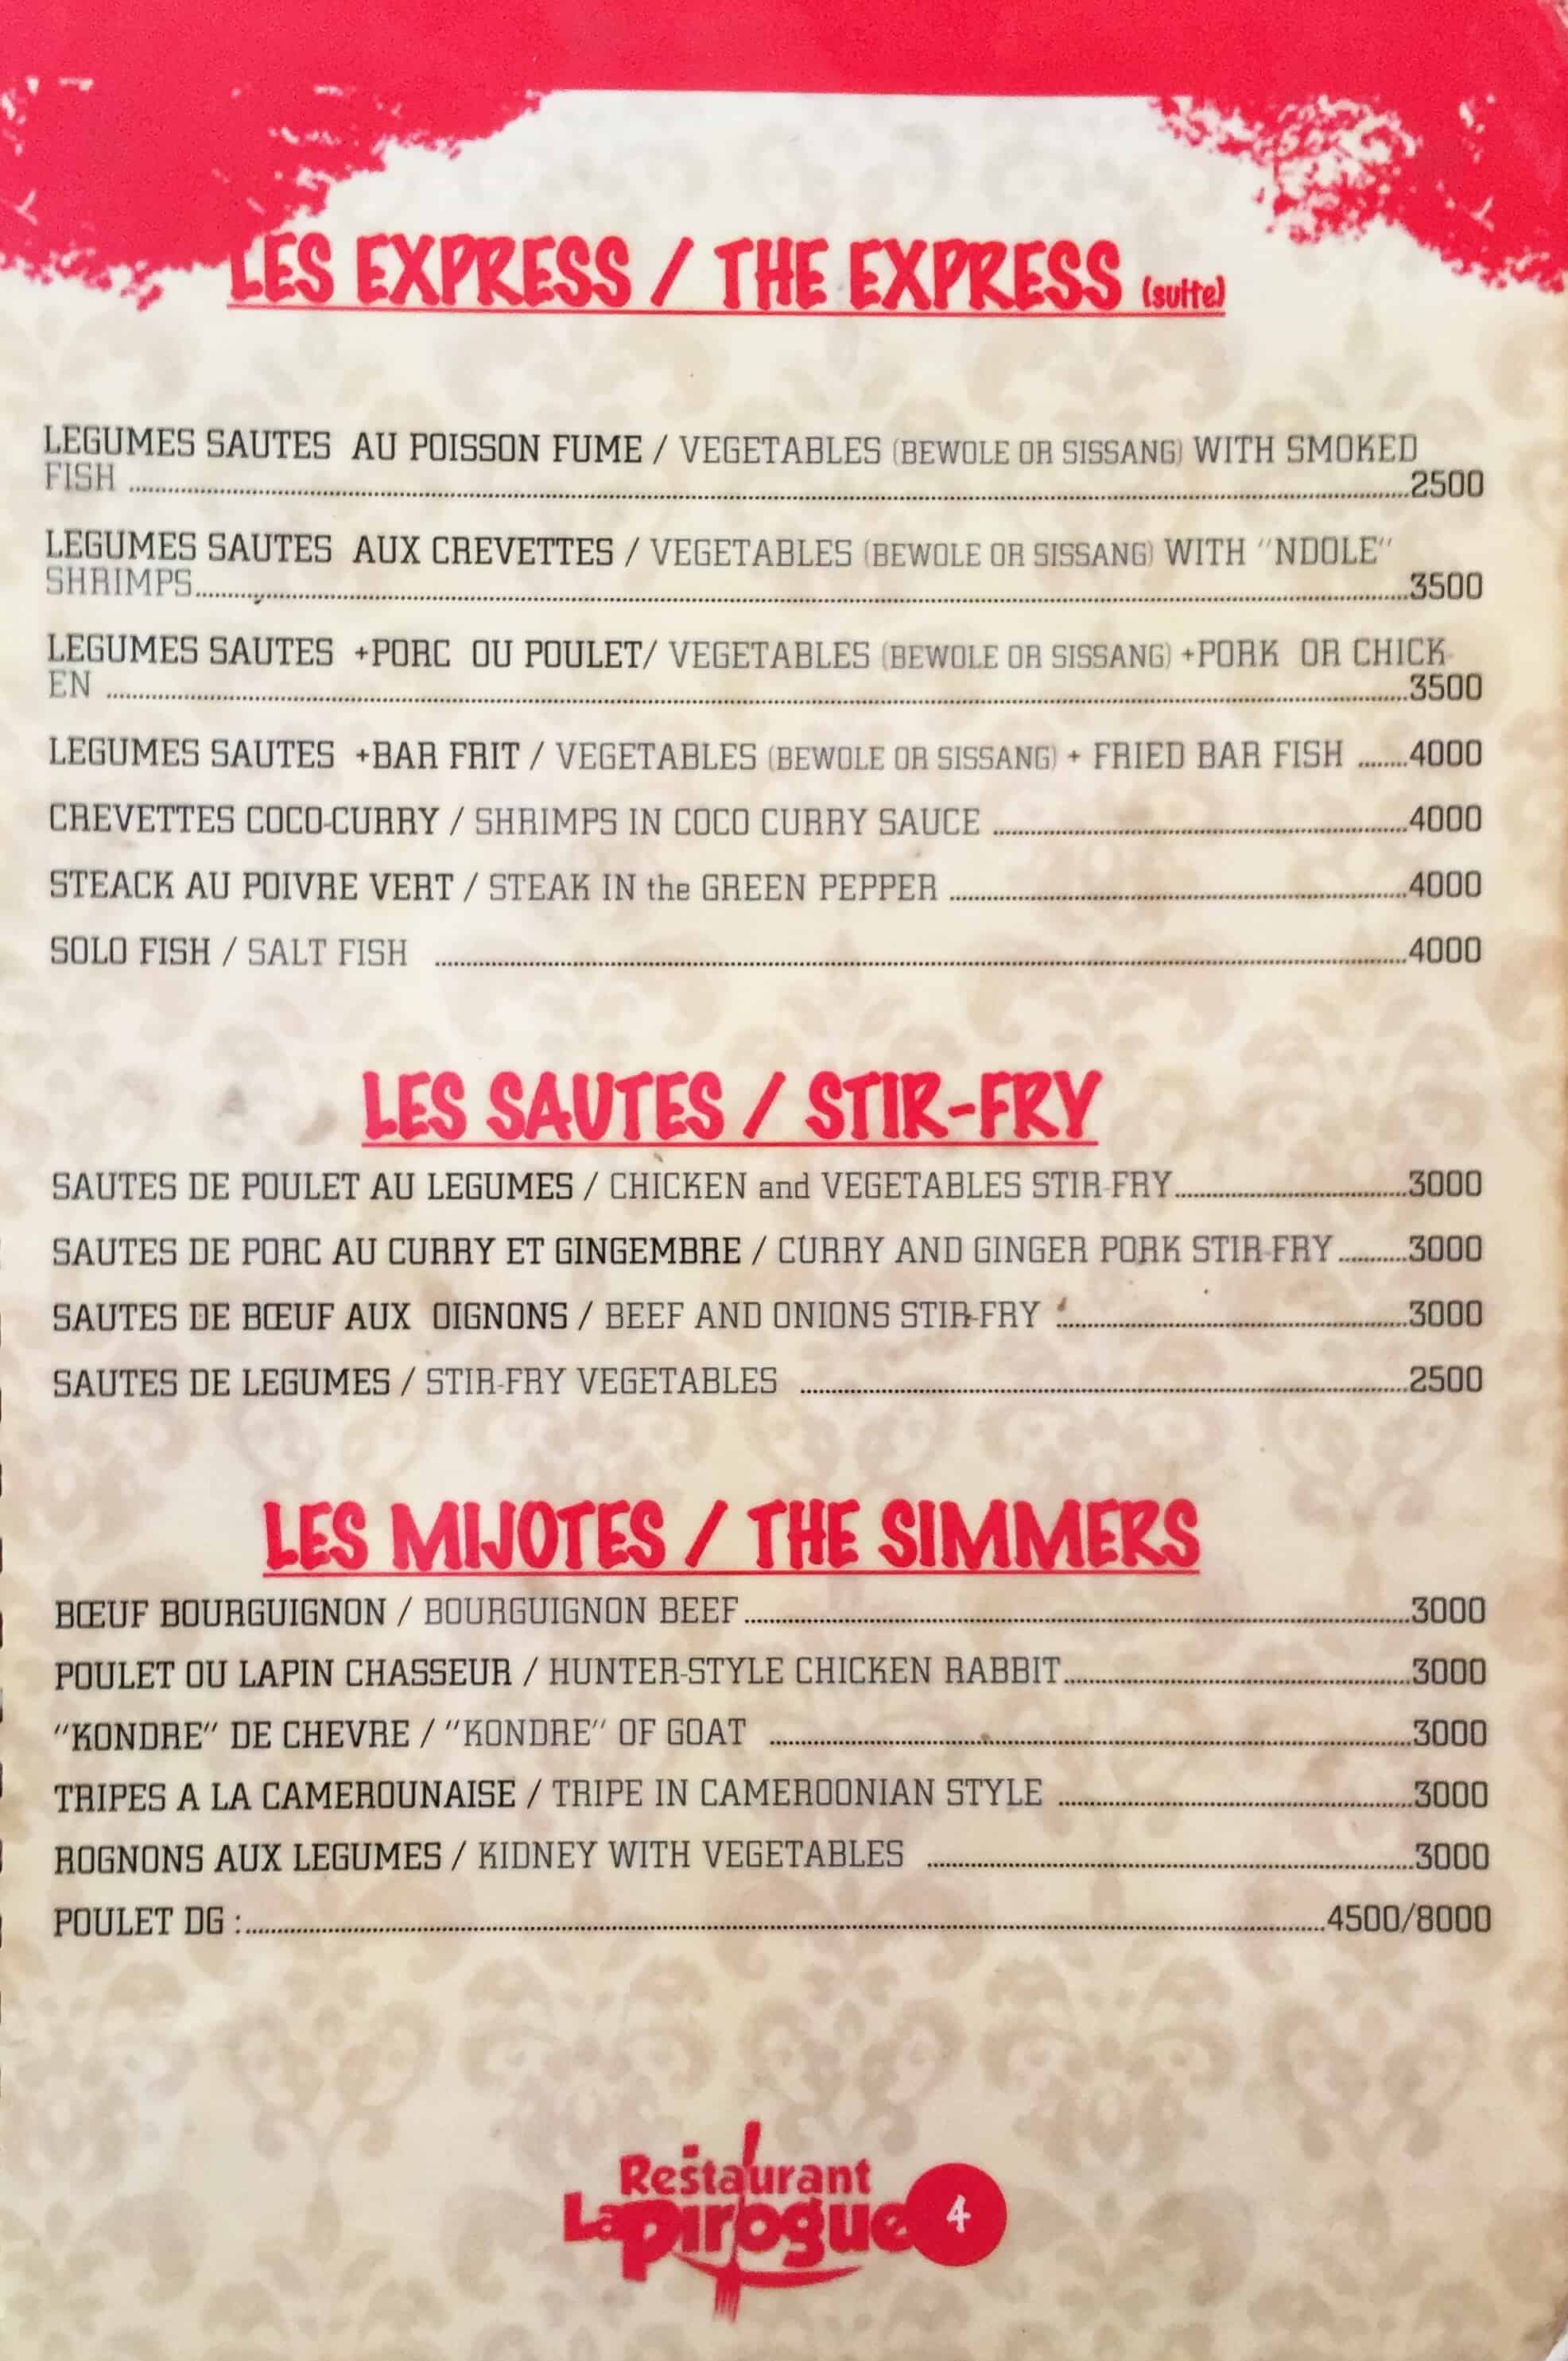 LES EXPRESS / THE EXPRESS (suite)
LEGUMES SAUTES AU POISSON FUME / VEGETABLES (BEWOLE OR SISSANG) WITH SMOKED
FISH ........2500
LEGUMES SAUTES AUX CREVETTES / VEGETABLES (BEWOLE OR SISSANG) WITH "NDOLE"
SHRIMPS........3500
LEGUMES SAUTES +PORC OU POULET/ VEGETABLES (BEWOLE OR SISSANG) +PORK OR CHICK
EN ........3500
LEGUMES SAUTES +BAR FRIT / VEGETABLES (BEWOLE OR SISSANG) + FRIED BAR FISH ........4000
CREVETTES COCO-CURRY / SHRIMPS IN COCO CURRY SAUCE ........4000
STEACK AU POIVRE VERT / STEAK IN the GREEN PEPPER ........4000
SOLO FISH / SALT FISH ........4000
LES SAUTES / STIR-FRY
SAUTES DE POULET AU LEGUMES / CHICKEN and VEGETABLES STIR-FRY........3000
SAUTES DE PORC AU CURRY ET GINGEMBRE / CURRY AND GINGER PORK STIR-FRY........3000
SAUTES DE BŒUF AUX OIGNONS / BEEF AND ONIONS STIR-FRY ........3000
SAUTES DE LEGUMES / STIR-FRY VEGETABLES ........2500
LES MIJOTES / THE SIMMERS
BŒUF BOURGUIGNON / BOURGUIGNON BEEF........3000
POULET OU LAPIN CHASSEUR / HUNTER-STYLE CHICKEN RABBIT........3000
"KONDRE" DE CHEVRE / "KONDRE" OF GOAT ........3000
TRIPES A LA CAMEROUNAISE / TRIPE IN CAMEROONIAN STYLE ........3000
ROGNONS AUX LEGUMES / KIDNEY WITH VEGETABLES ........3000
POULET DG :........4500/8000
Restaurant
La pirogue 4